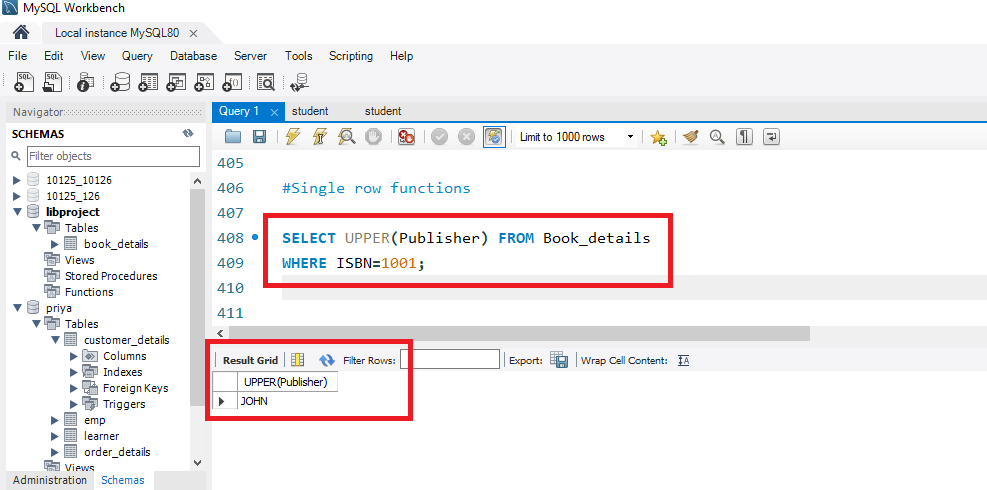 MySQL Workbench
Local instance MySQL80
File Edit View Query Database Server Tools Scripting Help
Navigator
SCHEMAS
Filter objects
10125_10126
10125_126
libproject
Tables
book_details
Views
Stored Procedures
Functions
priya
Tables
customer_details
Columns
Indexes
Foreign Keys
Triggers
emp
learner
order_details
Views
Administration Schemas
Query 1 student student
Limit to 1000 rows
405
406 #Single row functions
407
408 SELECT UPPER(Publisher) FROM Book_details
409 WHERE ISBN=1001;
410
411
Result Grid Filter Rows: Export: Wrap Cell Content:
UPPER(Publisher)
JOHN